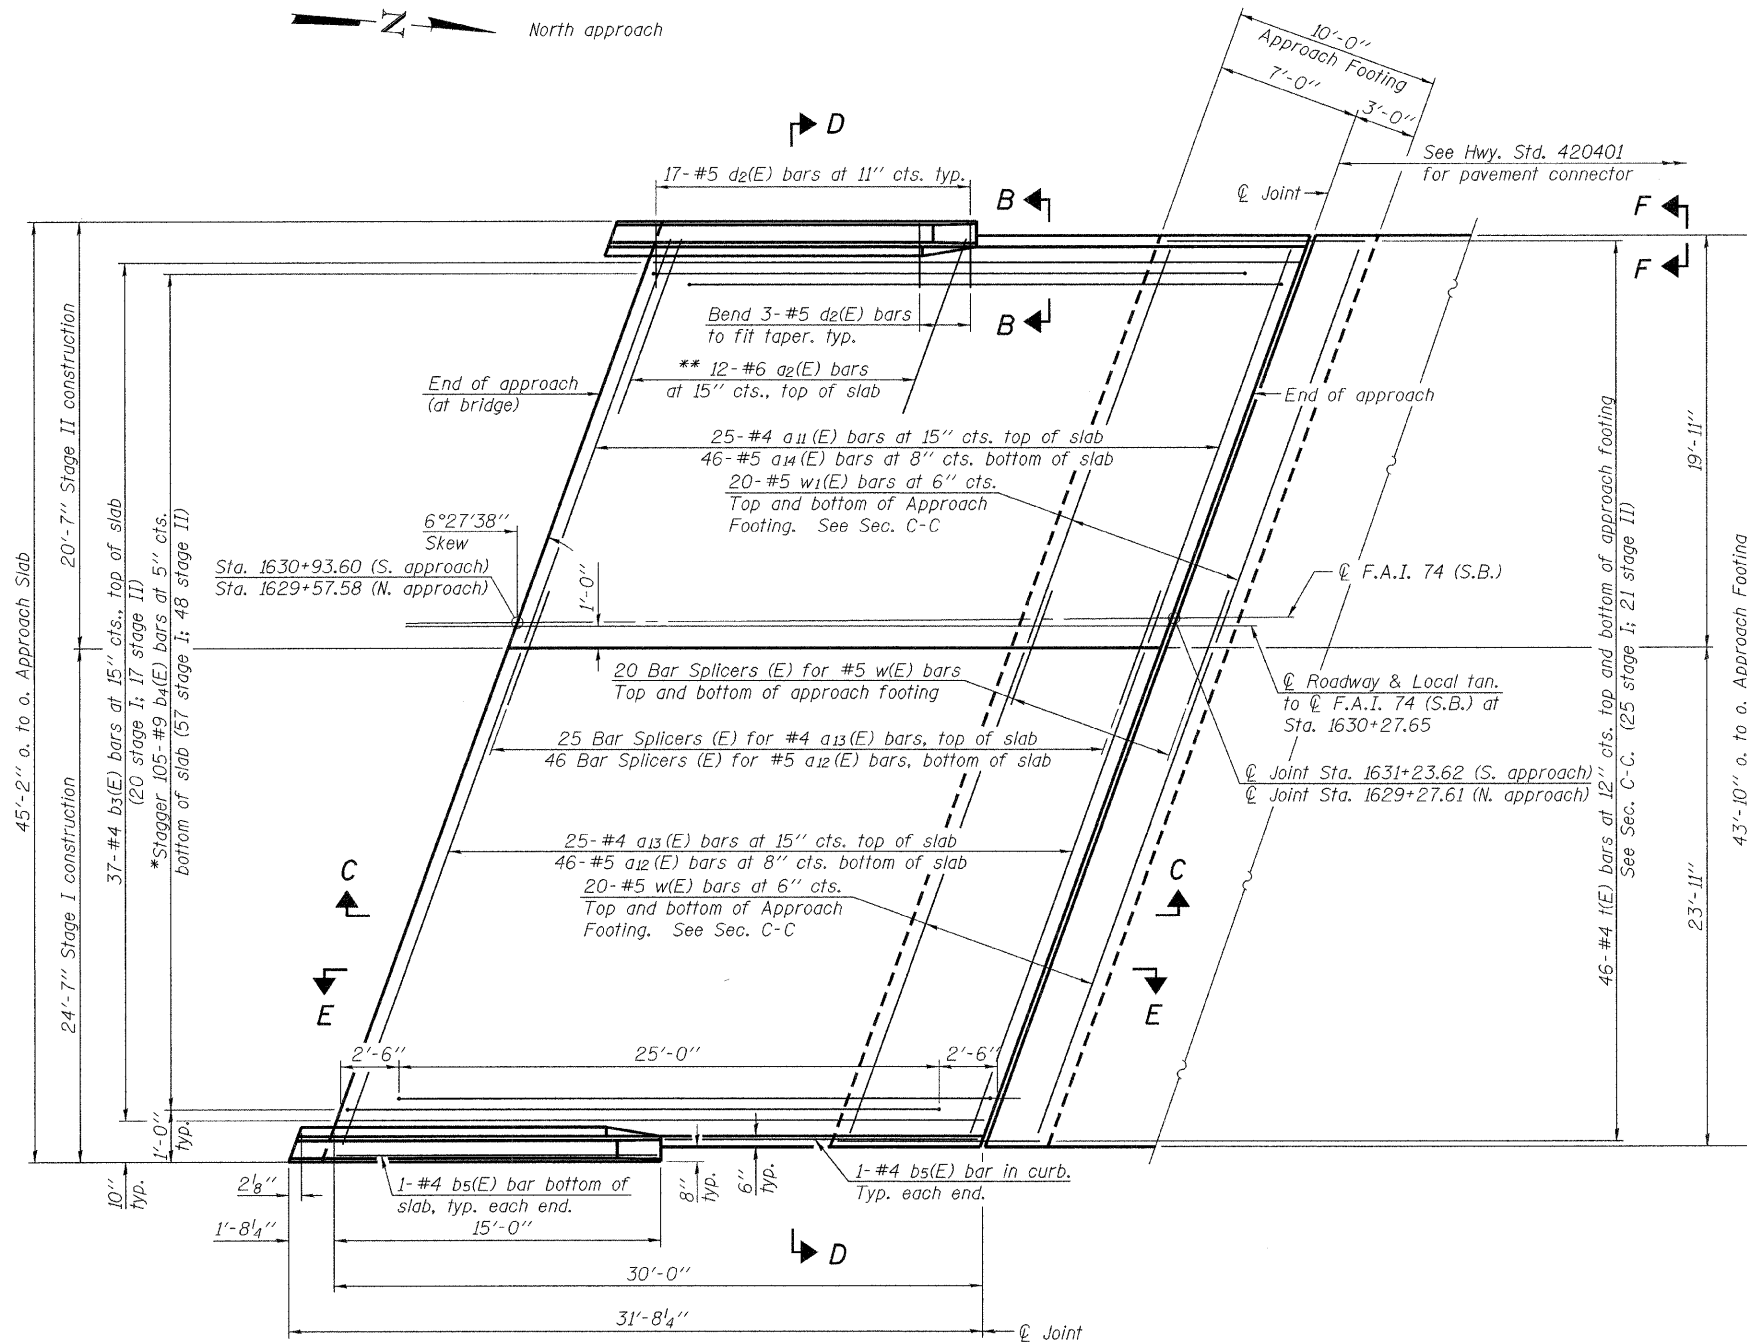 N
North approach
10'-0"
Approach Footing
7'-0"
3'-0"
D
17-#5 d2(E) bars at 11" cts. typ.
See Hwy. Std. 420401
for pavement connector
℄ Joint
B
F
F
Bend 3-#5 d2(E) bars
to fit taper. typ.
B
** 12-#6 a2(E) bars
at 15" cts., top of slab
End of approach
(at bridge)
End of approach
25-#4 a11(E) bars at 15" cts. top of slab
46-#5 a14(E) bars at 8" cts. bottom of slab
20-#5 w1(E) bars at 6" cts.
Top and bottom of Approach
Footing. See Sec. C-C
6°27'38"
Skew
Sta. 1630+93.60 (S. approach)
Sta. 1629+57.58 (N. approach)
1'-0"
℄ F.A.I. 74 (S.B.)
20 Bar Splicers (E) for #5 w(E) bars
Top and bottom of approach footing
℄ Roadway & Local tan.
to ℄ F.A.I. 74 (S.B.) at
Sta. 1630+27.65
25 Bar Splicers (E) for #4 a13(E) bars, top of slab
46 Bar Splicers (E) for #5 a12(E) bars, bottom of slab
℄ Joint Sta. 1631+23.62 (S. approach)
℄ Joint Sta. 1629+27.61 (N. approach)
25-#4 a13(E) bars at 15" cts. top of slab
46-#5 a12(E) bars at 8" cts. bottom of slab
20-#5 w(E) bars at 6" cts.
Top and bottom of Approach
Footing. See Sec. C-C
C
C
E
E
2'-6"
25'-0"
2'-6"
45'-2" o. to o. Approach Slab
20'-7" Stage II construction
24'-7" Stage I construction
37-#4 b3(E) bars at 15" cts., top of slab
(20 stage I; 17 stage II)
*Stagger 105-#9 b4(E) bars at 5" cts.
bottom of slab (57 stage I; 48 stage II)
46-#4 t(E) bars at 12" cts. top and bottom of approach footing
See Sec. C-C. (25 stage I; 21 stage II)
19'-11"
23'-11"
43'-10" o. to o. Approach Footing
1'-0"
typ.
10"
typ.
2⅛"
1'-8¼"
1-#4 b5(E) bar bottom of
slab, typ. each end.
8"
typ.
6"
typ.
1-#4 b5(E) bar in curb.
Typ. each end.
15'-0"
D
30'-0"
31'-8¼"
℄ Joint